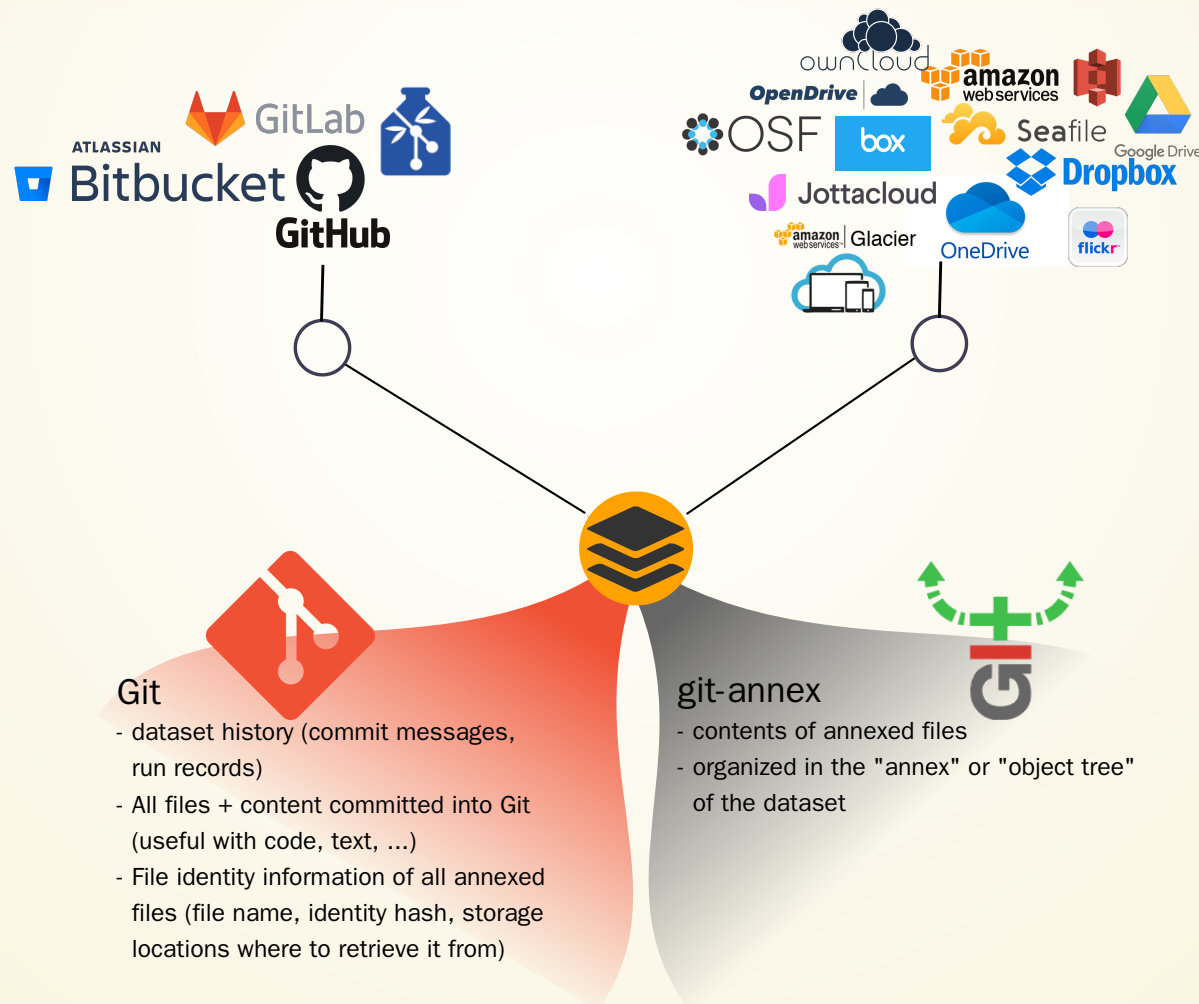 ATLASSIAN
Bitbucket
GitLab
GitHub
ownCloud
OpenDrive
amazon
web services
OSF
box
Seafile
Google Drive
Dropbox
Jottacloud
amazon
web services™
Glacier
OneDrive
flickr
Git
- dataset history (commit messages,
run records)
- All files + content committed into Git
(useful with code, text, ...)
- File identity information of all annexed
files (file name, identity hash, storage
locations where to retrieve it from)
GIt
git-annex
- contents of annexed files
- organized in the "annex" or "object tree"
of the dataset